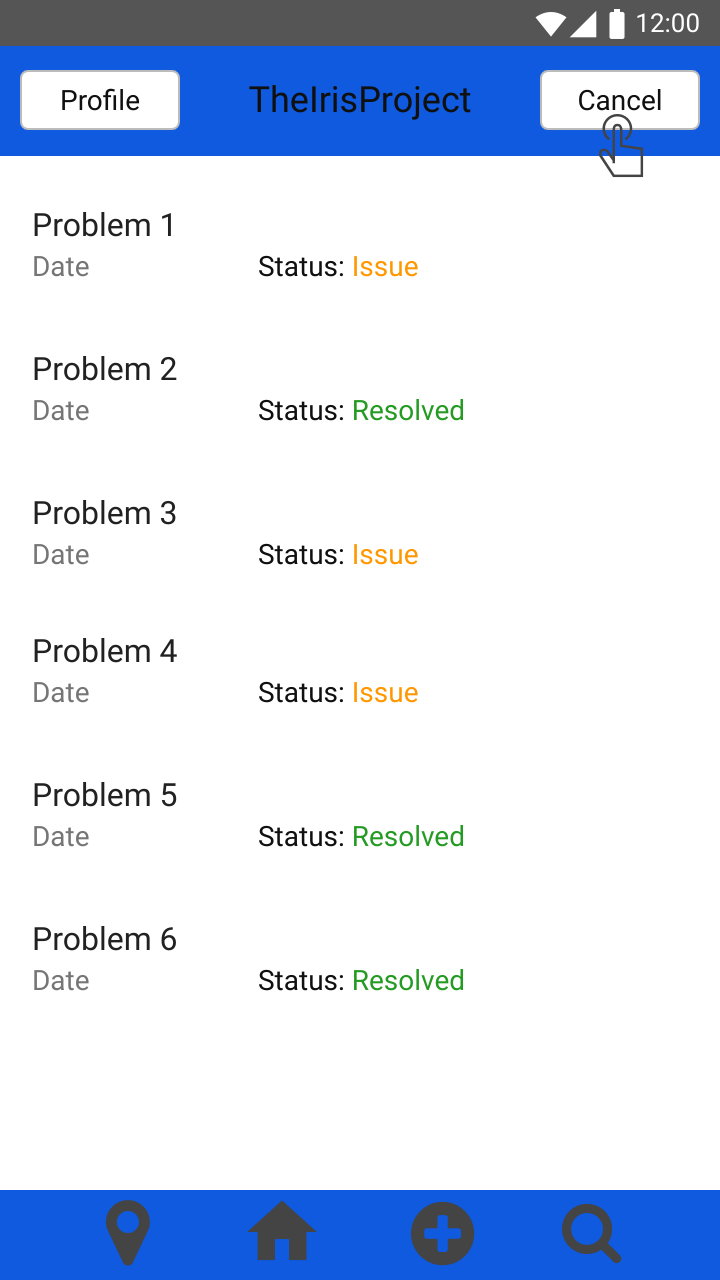 12:00
Profile TheIrisProject Cancel
Problem 1
Date Status: Issue
Problem 2
Date Status: Resolved
Problem 3
Date Status: Issue
Problem 4
Date Status: Issue
Problem 5
Date Status: Resolved
Problem 6
Date Status: Resolved